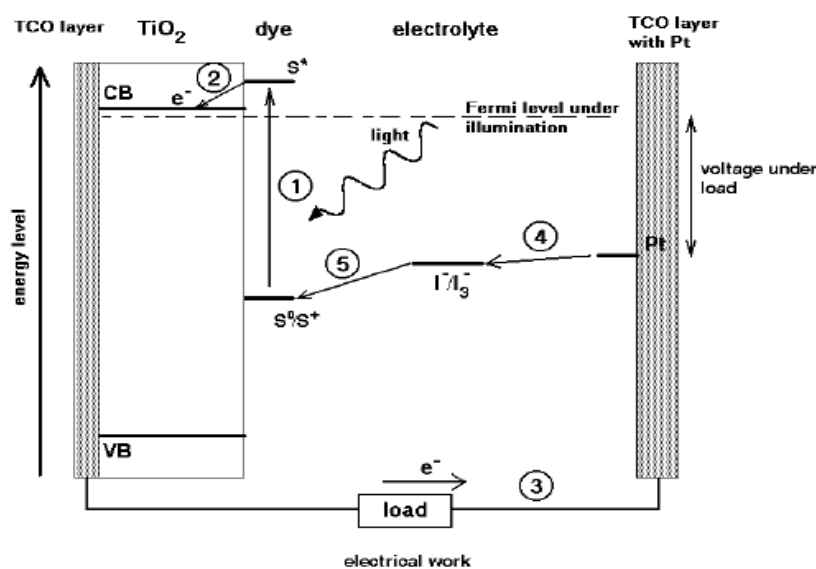 TCO layer
TiO₂
dye
electrolyte
TCO layer
with Pt
CB
e⁻
②
S*
Fermi level under
illumination
light
①
voltage under
load
energy level
④
Pt
⑤
I⁻/I₃⁻
S⁰/S⁺
VB
e⁻
③
load
electrical work